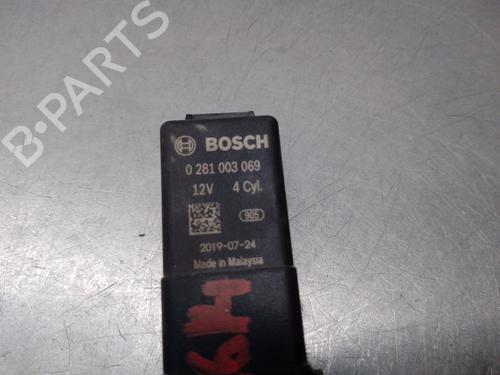 B-PARTS
BOSCH
0 281 003 069
12V 4 Cyl.
905
2019-07-24
Made in Malaysia